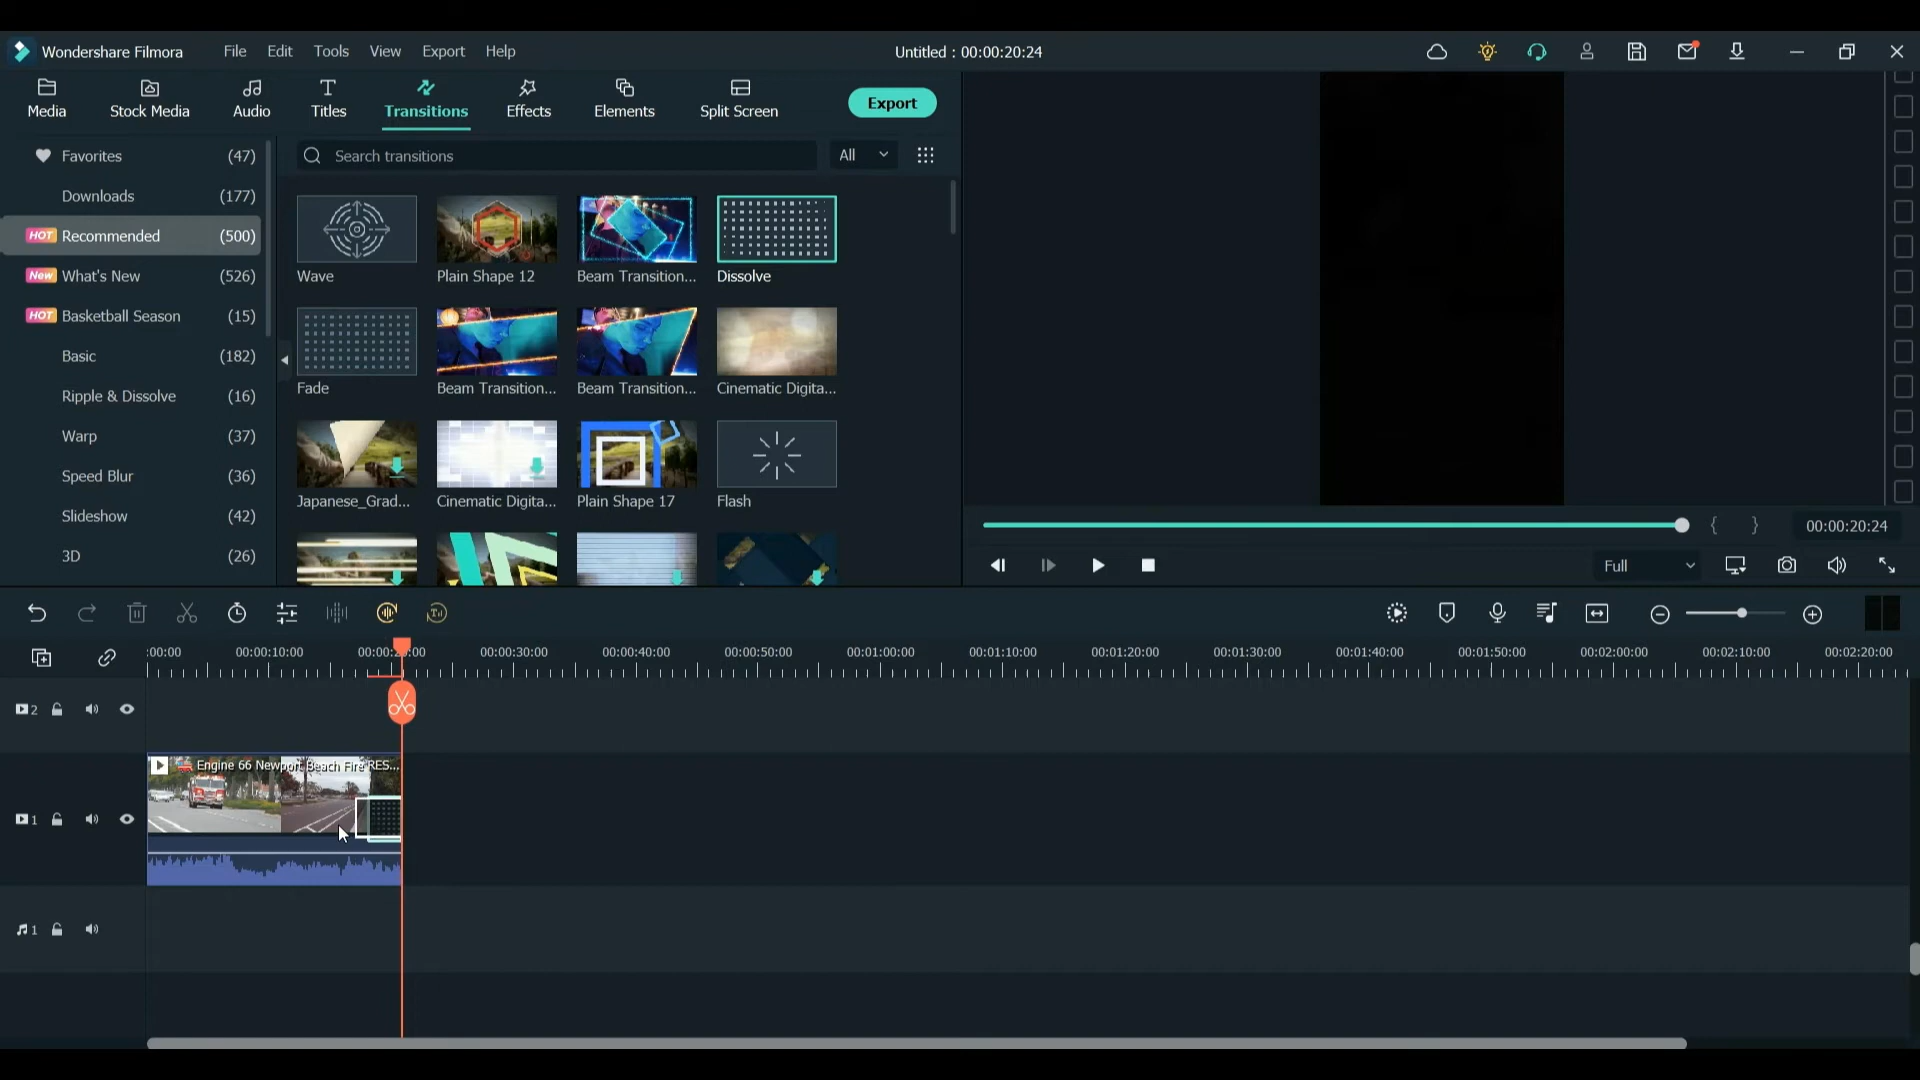 Wondershare Filmora File Edit Tools View Export Help Untitled : 00:00:20:24
Media Stock Media Audio Titles Transitions Effects Elements Split Screen Export
Favorites (47)
Downloads (177)
HOT Recommended (500)
New What's New (526)
HOT Basketball Season (15)
Basic (182)
Ripple & Dissolve (16)
Warp (37)
Speed Blur (36)
Slideshow (42)
3D (26)
Search transitions All
Wave Plain Shape 12 Beam Transition... Dissolve
Fade Beam Transition... Beam Transition... Cinematic Digita...
Japanese_Grad... Cinematic Digita... Plain Shape 17 Flash
{ } 00:00:20:24
Full
:00:00 00:00:10:00 00:00:30:00 00:00:40:00 00:00:50:00 00:01:00:00 00:01:10:00 00:01:20:00 00:01:30:00 00:01:40:00 00:01:50:00 00:02:00:00 00:02:10:00 00:02:20:00
2
Engine 66 Newport Beach Fire RES...
1
1